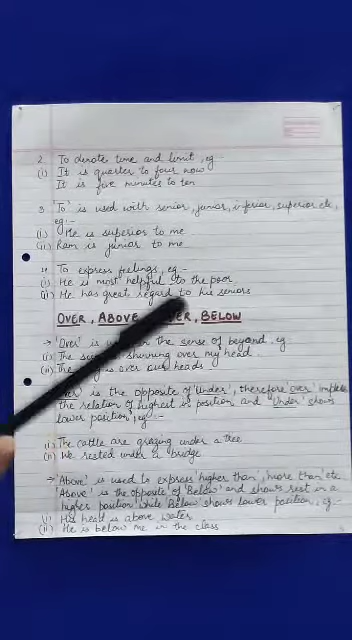 2. To denote time and limit, eg -
(i) It is quarter to four now
It is five minutes to ten
3. 'To' is used with senior, junior, inferior, superior etc,
eg:-
(i) He is superior to me
(ii) Ram is junior to me
4. To express feelings, eg -
(i) He is most helpful to the poor
(ii) He has great regard to his seniors
OVER, ABOVE BELOW
→ Over is in the sense of beyond. eg
(i) The shinning over my head
(ii) The is over our heads.
is the opposite of 'Under', therefore 'over'
the relation of highest in position and 'Under' shows
lower position', eg -
(i) The cattle are grazing under a tree
(ii) We rested under a bridge
→ 'Above' is used to express 'higher than', 'more than' etc
'Above' is the opposite of 'Below' and shows rest in a
higher position while 'Below' shows lower position, eg:-
(i) His head is above water
(ii) He is below me in the class